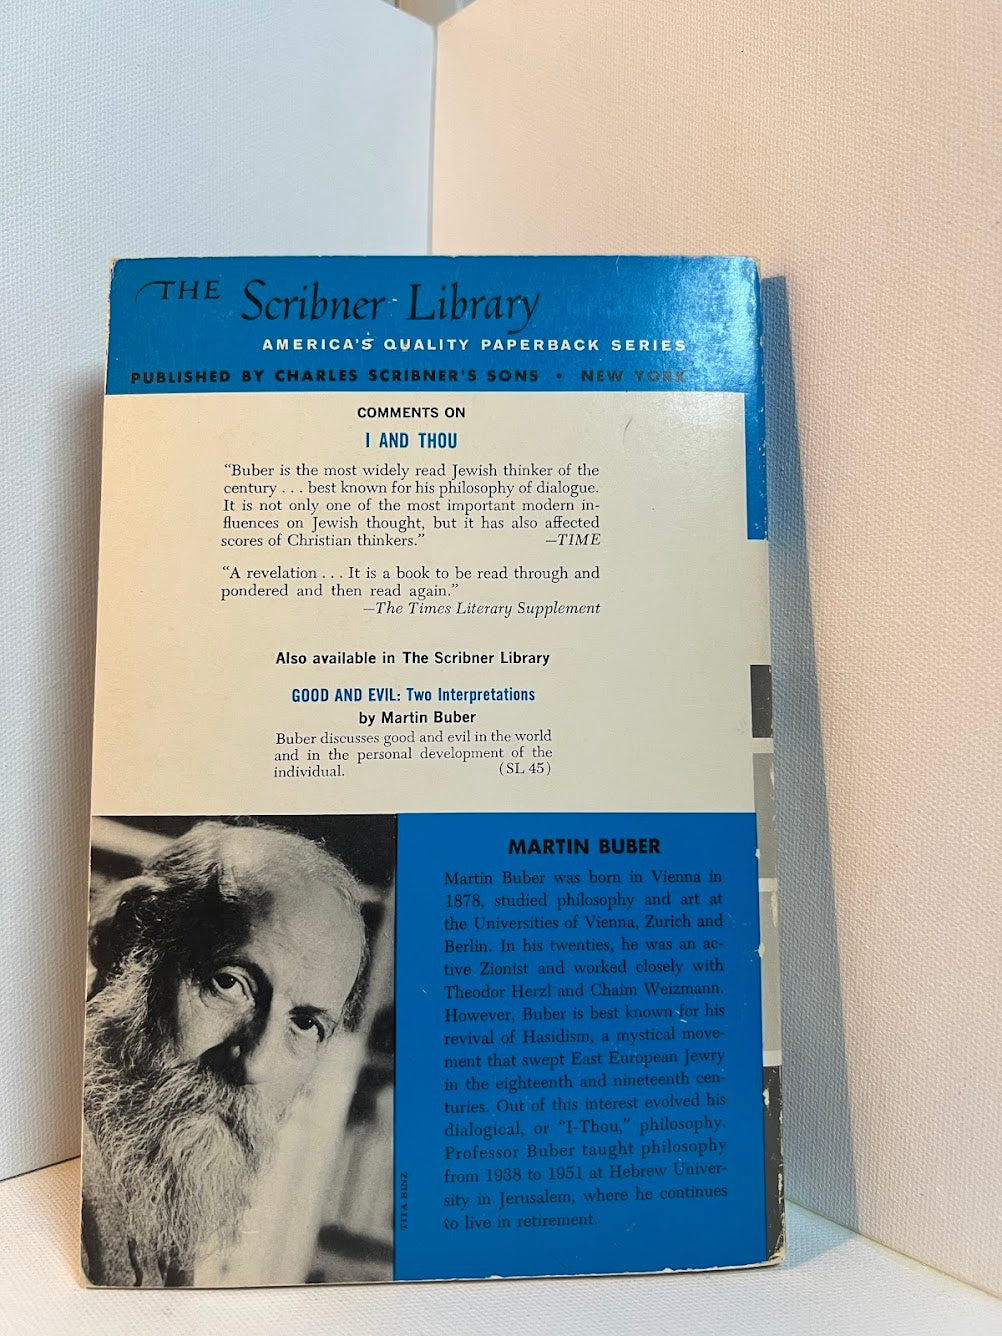 THE Scribner Library
AMERICA'S QUALITY PAPERBACK SERIES
PUBLISHED BY CHARLES SCRIBNER'S SONS • NEW YORK
COMMENTS ON
I AND THOU
“Buber is the most widely read Jewish thinker of the
century . . . best known for his philosophy of dialogue.
It is not only one of the most important modern in-
fluences on Jewish thought, but it has also affected
scores of Christian thinkers.” —TIME
“A revelation . . . It is a book to be read through and
pondered and then read again.”
—The Times Literary Supplement
Also available in The Scribner Library
GOOD AND EVIL: Two Interpretations
by Martin Buber
Buber discusses good and evil in the world
and in the personal development of the
individual. (SL 45)
MARTIN BUBER
Martin Buber was born in Vienna in
1878, studied philosophy and art at
the Universities of Vienna, Zurich and
Berlin. In his twenties, he was an ac-
tive Zionist and worked closely with
Theodor Herzl and Chaim Weizmann.
However, Buber is best known for his
revival of Hasidism, a mystical move-
ment that swept East European Jewry
in the eighteenth and nineteenth cen-
turies. Out of this interest evolved his
dialogical, or “I-Thou,” philosophy.
Professor Buber taught philosophy
from 1938 to 1951 at Hebrew Univer-
sity in Jerusalem, where he continues
to live in retirement.
TITA BINZ